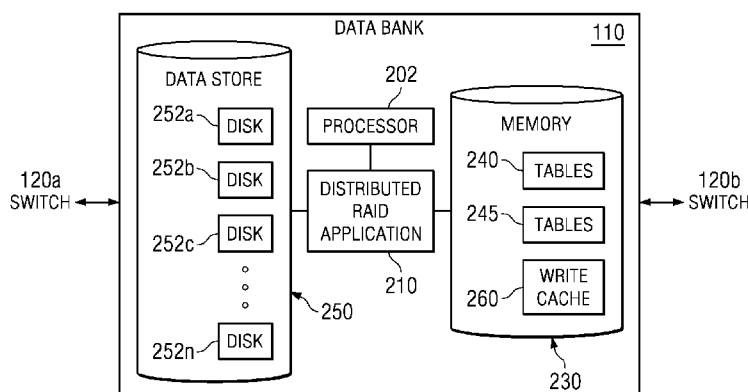 DATA BANK
110
DATA STORE
202
252a
DISK
PROCESSOR
MEMORY
252b
DISK
240
TABLES
120a
SWITCH
DISTRIBUTED
RAID
APPLICATION
245
TABLES
120b
SWITCH
252c
DISK
210
260
WRITE
CACHE
250
252n
DISK
230